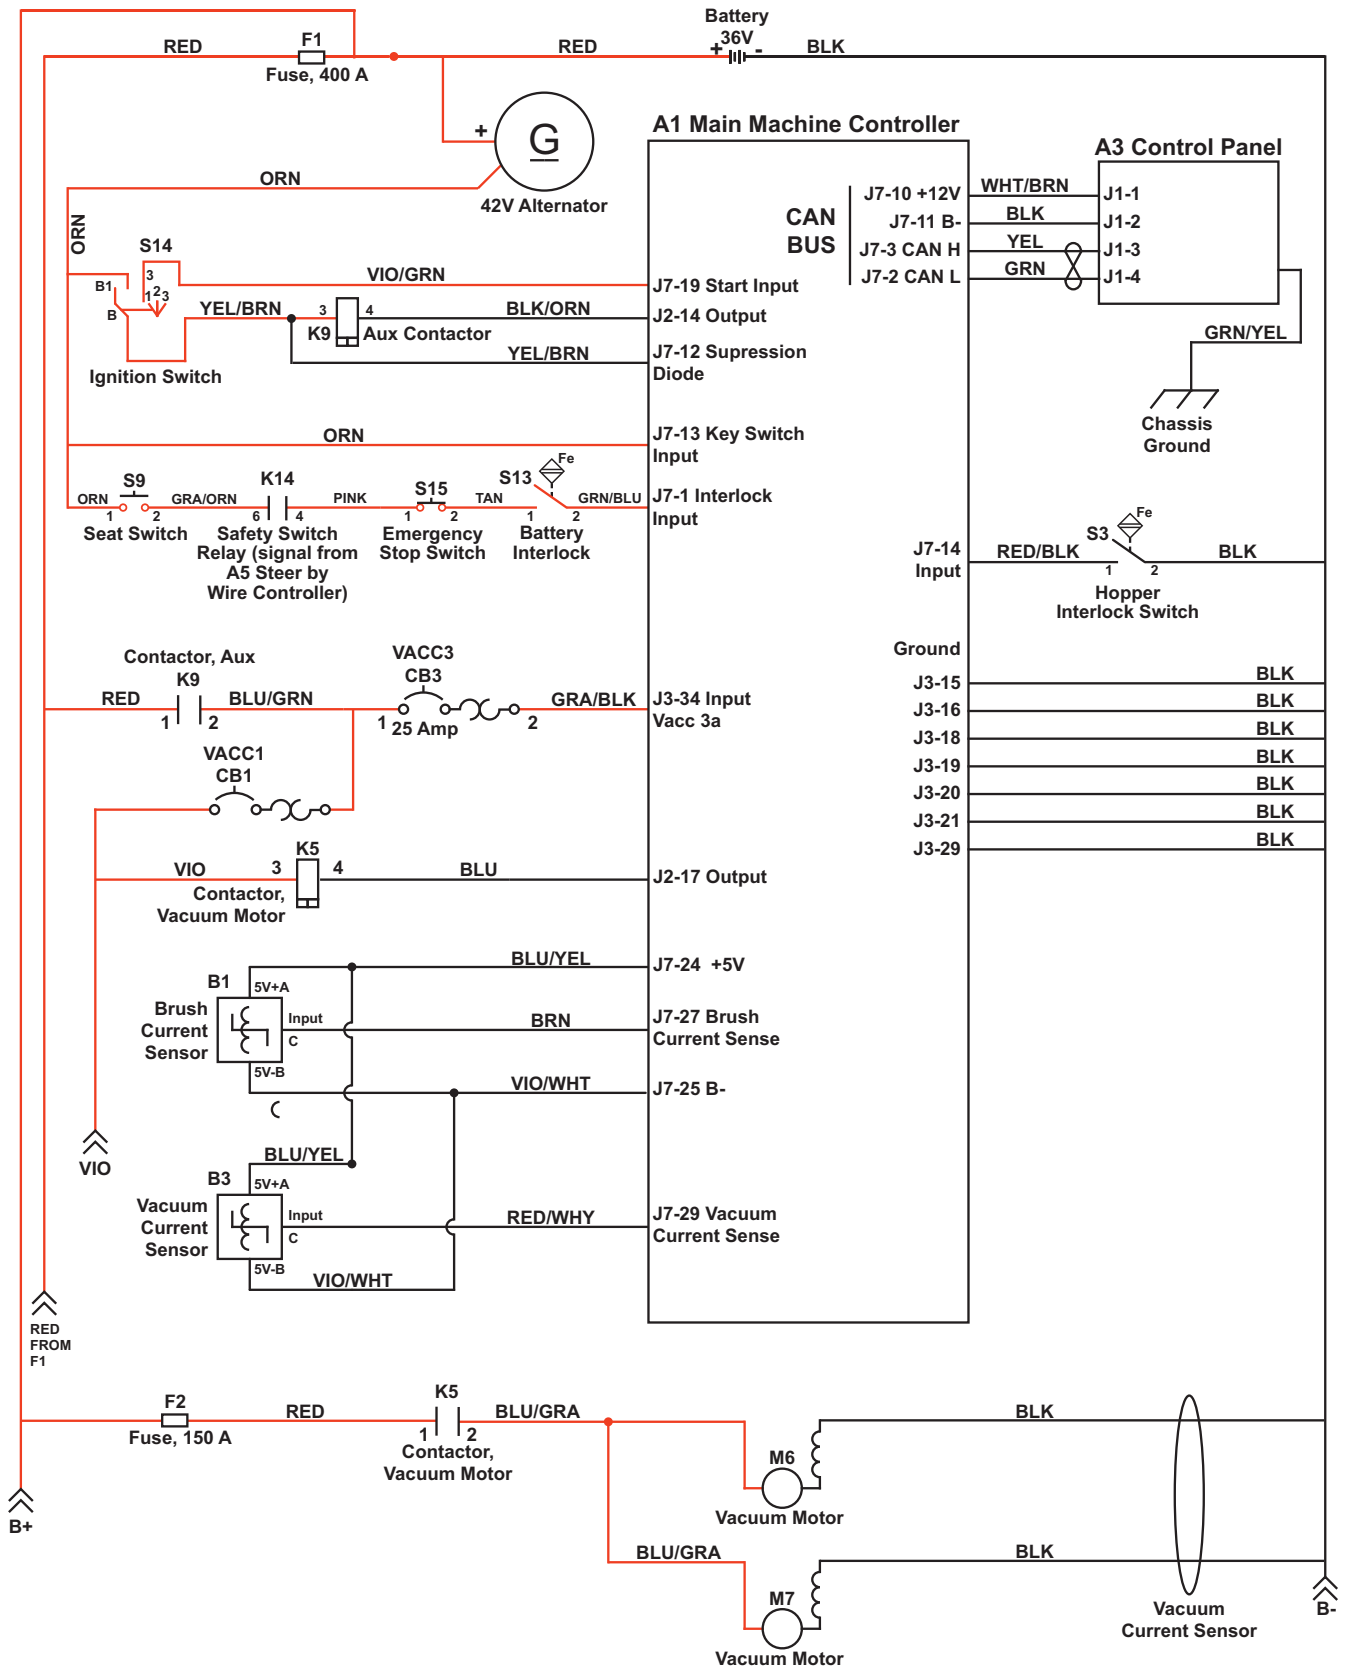 Battery
36V
+ -
RED
F1
Fuse, 400 A
RED
BLK
+
G
42V Alternator
ORN
ORN
A1 Main Machine Controller
A3 Control Panel
CAN
BUS
J7-10 +12V
WHT/BRN
J1-1
J7-11 B-
BLK
J1-2
J7-3 CAN H
YEL
J1-3
J7-2 CAN L
GRN
J1-4
GRN/YEL
Chassis
Ground
S14
3
B1
1 2 3
B
VIO/GRN
J7-19 Start Input
YEL/BRN
3
4
K9
Aux Contactor
BLK/ORN
J2-14 Output
YEL/BRN
J7-12 Supression
Diode
Ignition Switch
ORN
J7-13 Key Switch
Input
ORN
S9
1 2
Seat Switch
GRA/ORN
K14
6 4
Safety Switch
Relay (signal from
A5 Steer by
Wire Controller)
PINK
S15
1 2
Emergency
Stop Switch
TAN
S13
Fe
1 2
Battery
Interlock
GRN/BLU
J7-1 Interlock
Input
J7-14
Input
RED/BLK
S3
Fe
1 2
Hopper
Interlock Switch
BLK
Contactor, Aux
K9
RED
1 2
BLU/GRN
VACC3
CB3
1 25 Amp 2
GRA/BLK
J3-34 Input
Vacc 3a
VACC1
CB1
Ground
J3-15
BLK
J3-16
BLK
J3-18
BLK
J3-19
BLK
J3-20
BLK
J3-21
BLK
J3-29
BLK
VIO
3
K5
4
Contactor,
Vacuum Motor
BLU
J2-17 Output
BLU/YEL
J7-24 +5V
B1
5V+A
Brush
Current
Sensor
Input
C
5V-B
BRN
J7-27 Brush
Current Sense
VIO/WHT
J7-25 B-
VIO
BLU/YEL
B3
5V+A
Vacuum
Current
Sensor
Input
C
5V-B
RED/WHY
J7-29 Vacuum
Current Sense
VIO/WHT
RED
FROM
F1
F2
Fuse, 150 A
RED
K5
1 2
Contactor,
Vacuum Motor
BLU/GRA
M6
Vacuum Motor
BLK
B+
BLU/GRA
M7
Vacuum Motor
BLK
Vacuum
Current Sensor
B-